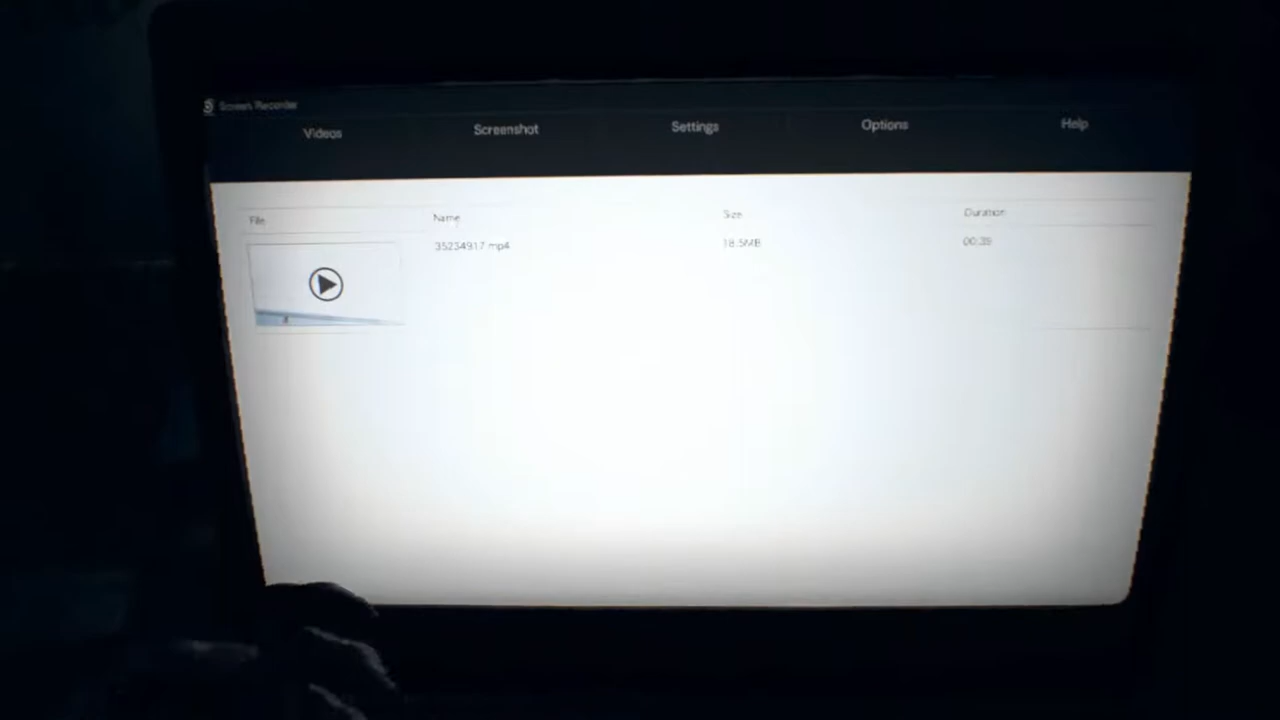 Screen Recorder
Videos Screenshot Settings Options Help
File Name Size Duration
35234917.mp4 18.5MB 00:35